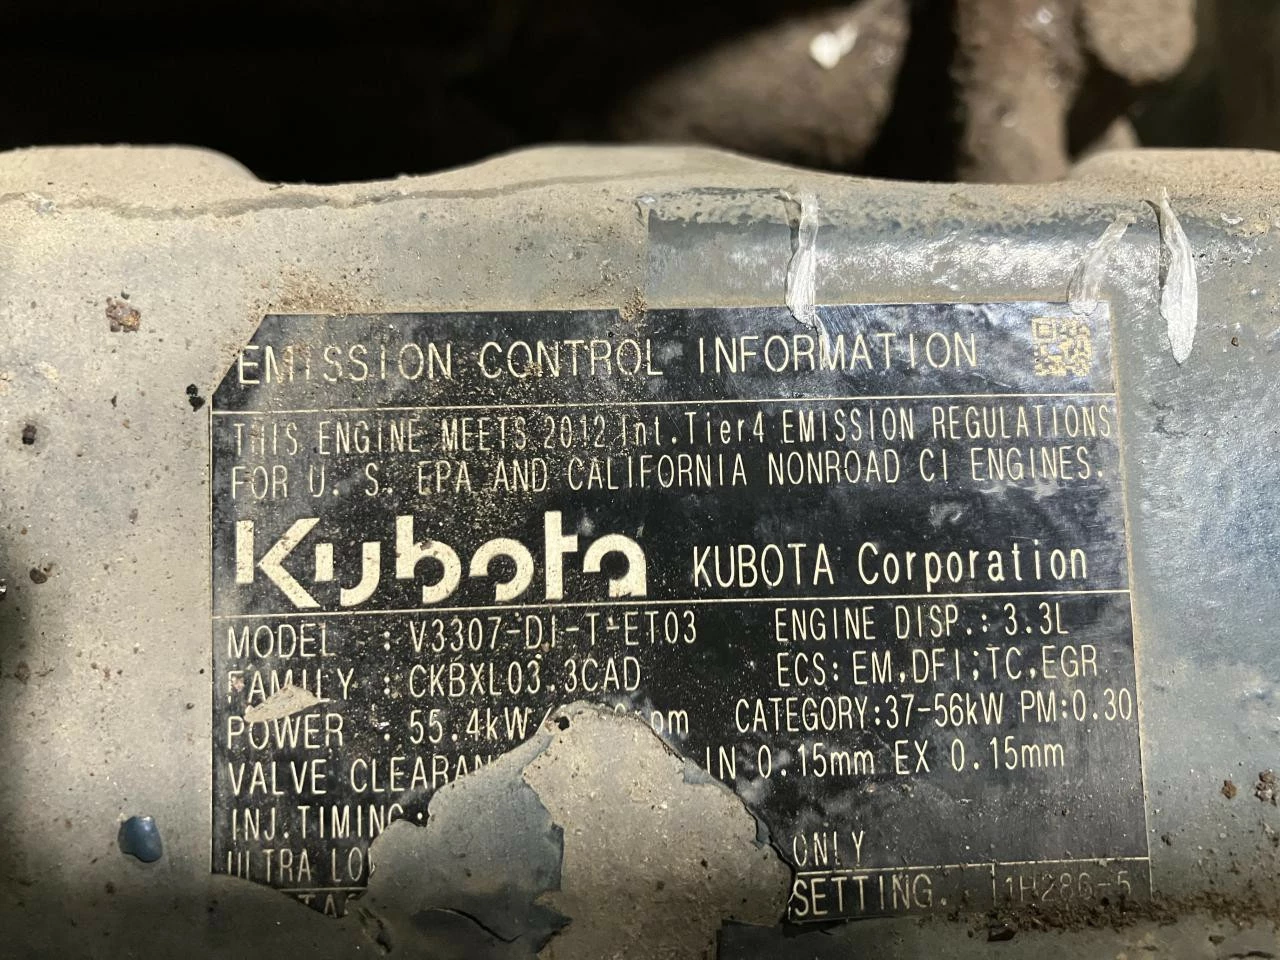 EMISSION CONTROL INFORMATION
THIS ENGINE MEETS 2012 Int.Tier4 EMISSION REGULATIONS
FOR U. S. EPA AND CALIFORNIA NONROAD CI ENGINES.
Kubota KUBOTA Corporation
MODEL : V3307-DI-T-ET03 ENGINE DISP.: 3.3L
FAMILY : CKBXL03.3CAD ECS: EM,DFI,TC,EGR
POWER : 55.4kW CATEGORY:37-56kW PM:0.30
VALVE IN 0.15mm EX 0.15mm
INJ.
ULTRA ONLY
SETTING.